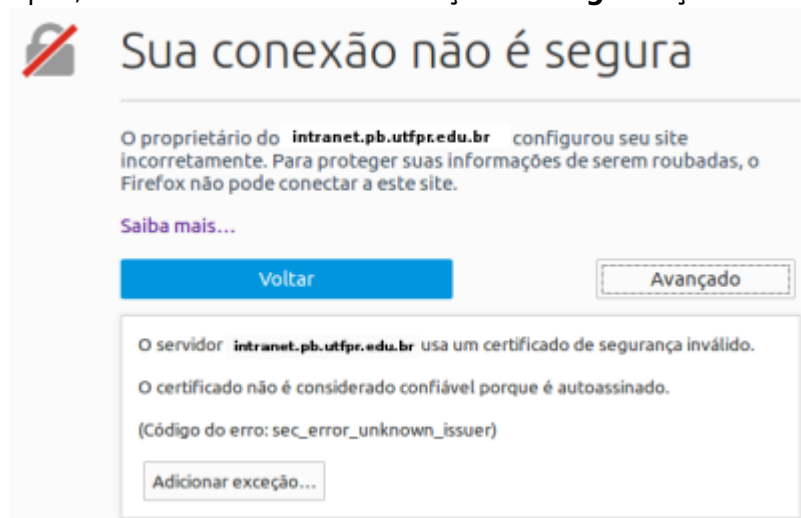 Sua conexão não é segura
O proprietário do intranet.pb.utfpr.edu.br configurou seu site
incorretamente. Para proteger suas informações de serem roubadas, o
Firefox não pode conectar a este site.
Saiba mais...
Voltar
Avançado
O servidor intranet.pb.utfpr.edu.br usa um certificado de segurança inválido.
O certificado não é considerado confiável porque é autoassinado.
(Código do erro: sec_error_unknown_issuer)
Adicionar exceção...